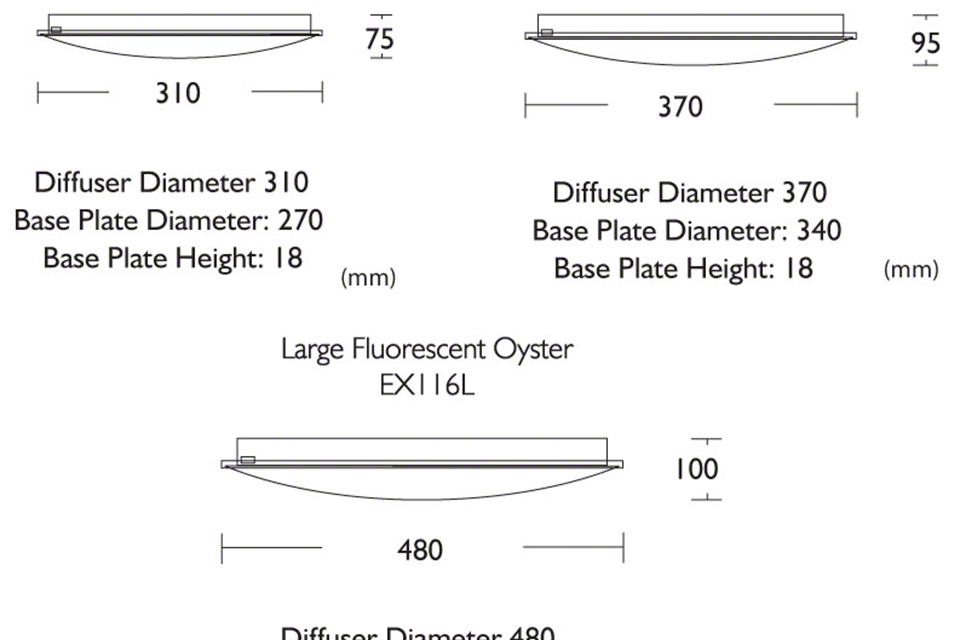 75
310
Diffuser Diameter 310
Base Plate Diameter: 270
Base Plate Height: 18
(mm)
95
370
Diffuser Diameter 370
Base Plate Diameter: 340
Base Plate Height: 18
(mm)
Large Fluorescent Oyster
EX116L
100
480
Diffuser Diameter 480